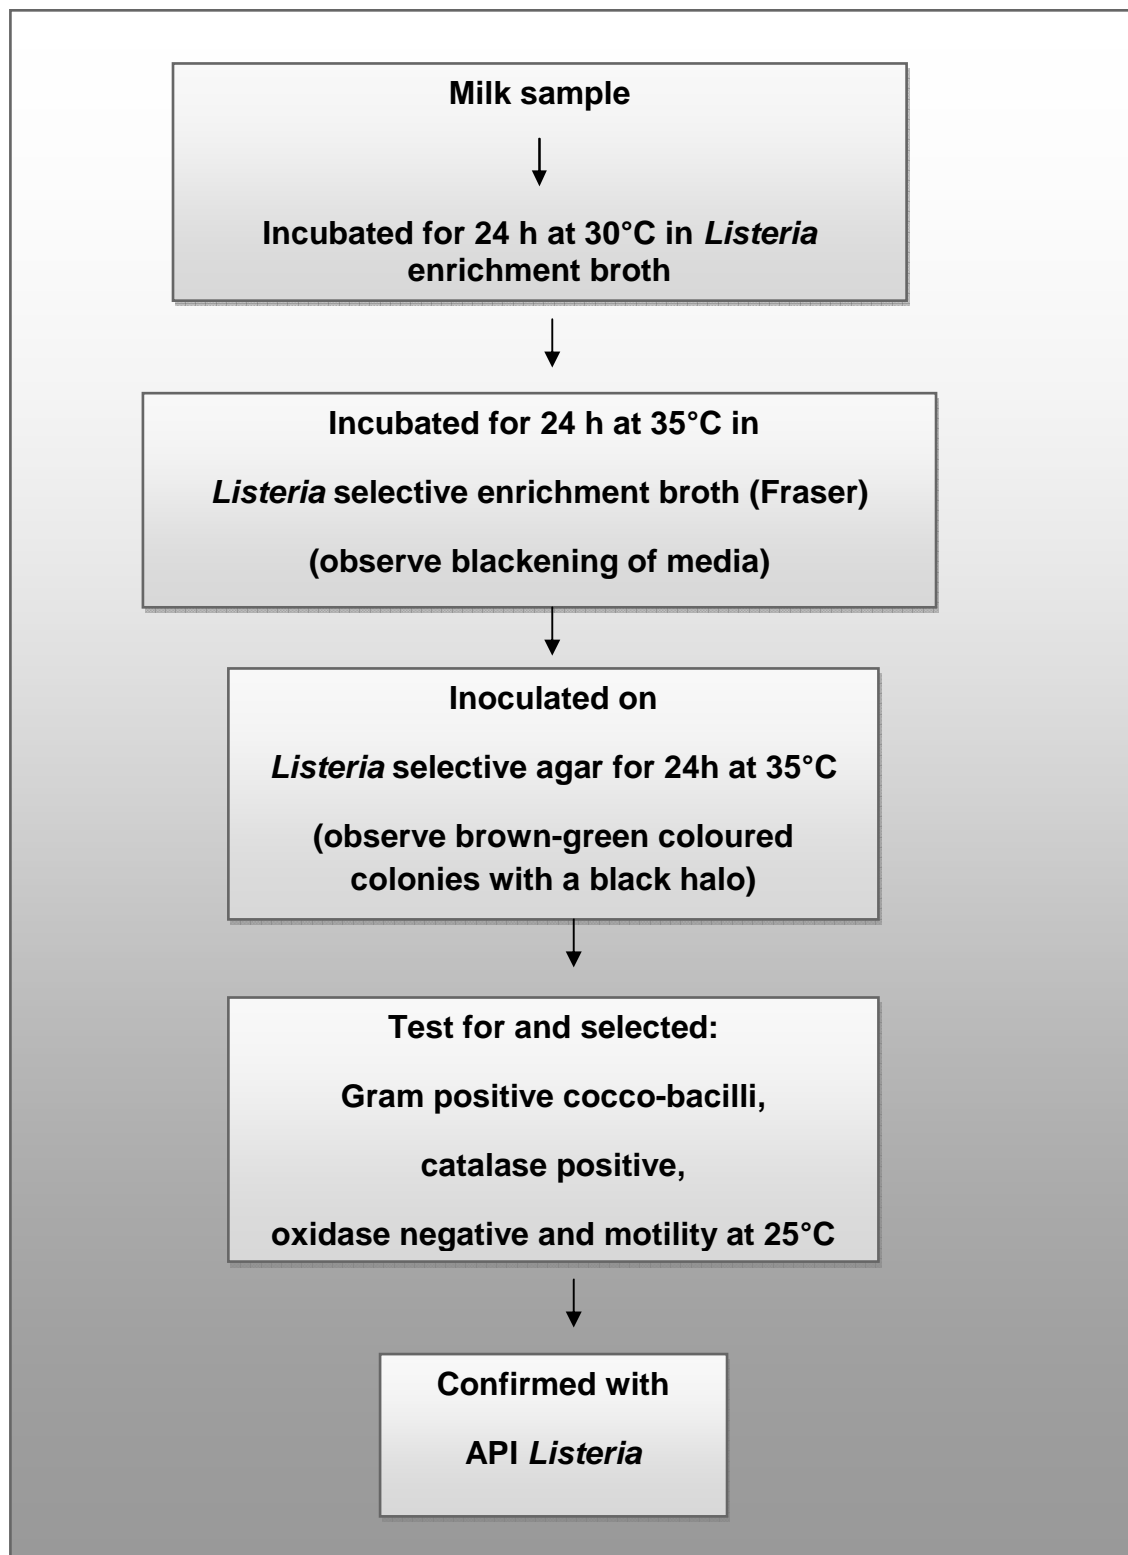 Milk sample
Incubated for 24 h at 30°C in Listeria
enrichment broth
Incubated for 24 h at 35°C in
Listeria selective enrichment broth (Fraser)
(observe blackening of media)
Inoculated on
Listeria selective agar for 24h at 35°C
(observe brown-green coloured
colonies with a black halo)
Test for and selected:
Gram positive cocco-bacilli,
catalase positive,
oxidase negative and motility at 25°C
Confirmed with
API Listeria